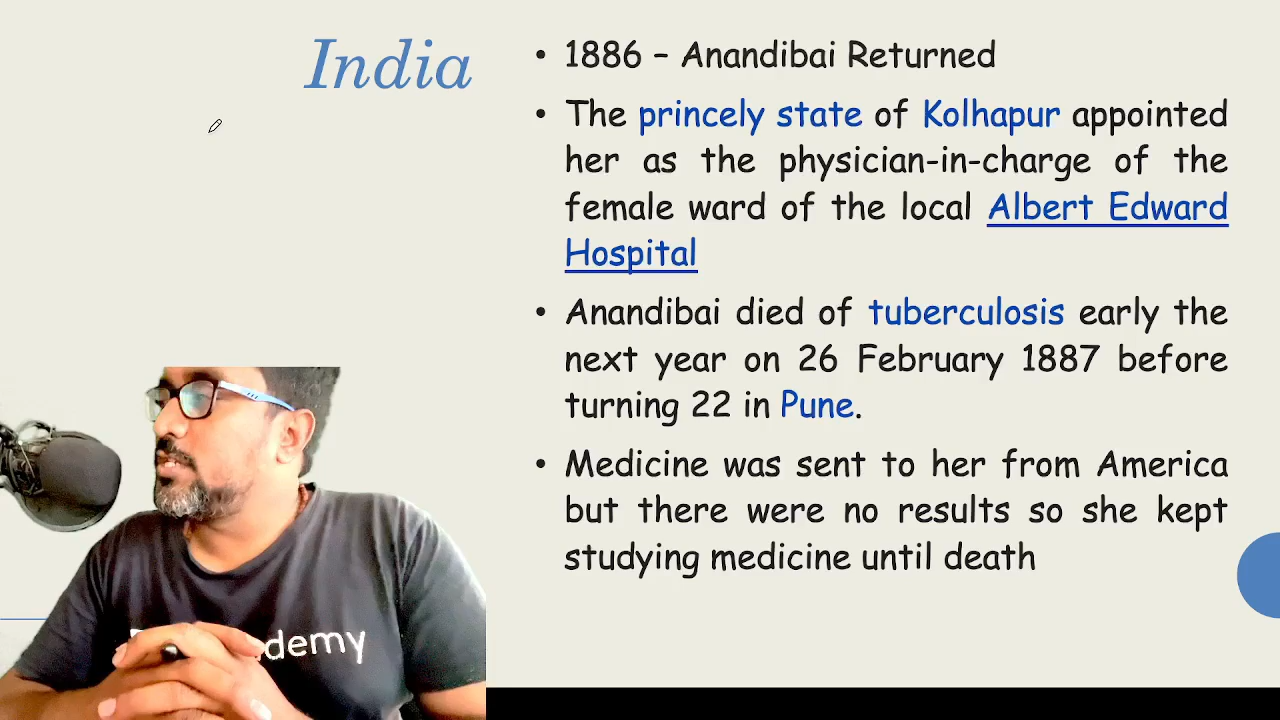 India
• 1886 – Anandibai Returned
• The princely state of Kolhapur appointed
her as the physician-in-charge of the
female ward of the local Albert Edward
Hospital
• Anandibai died of tuberculosis early the
next year on 26 February 1887 before
turning 22 in Pune.
• Medicine was sent to her from America
but there were no results so she kept
studying medicine until death